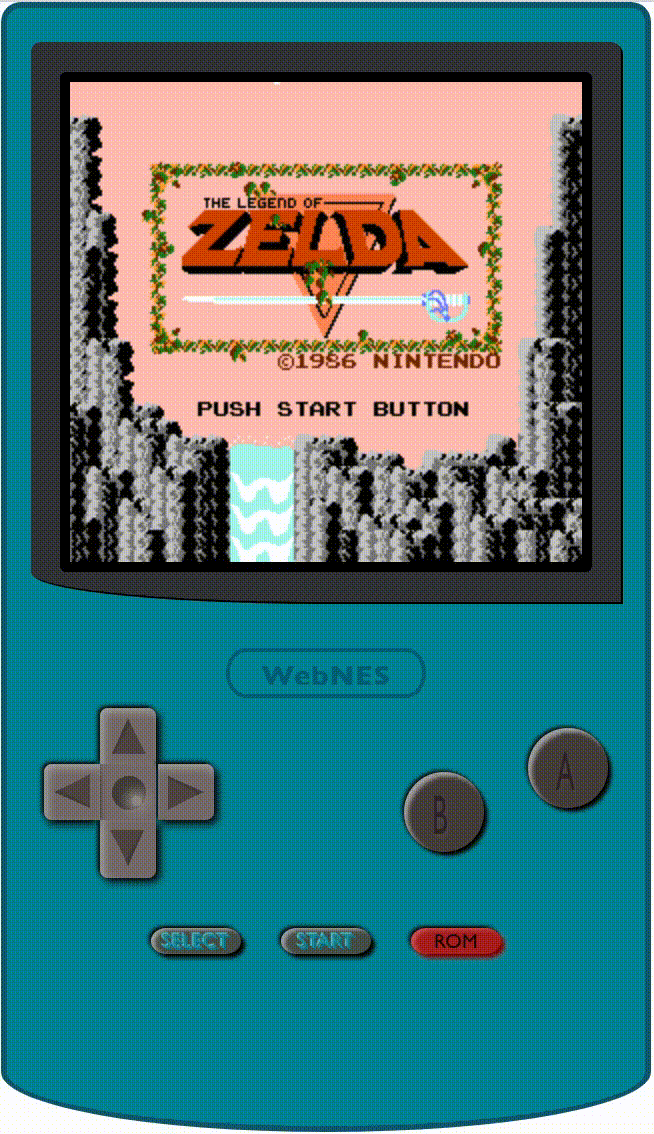 THE LEGEND OF
ZELDA
©1986 NINTENDO
PUSH START BUTTON
WebNES
A
B
SELECT START ROM